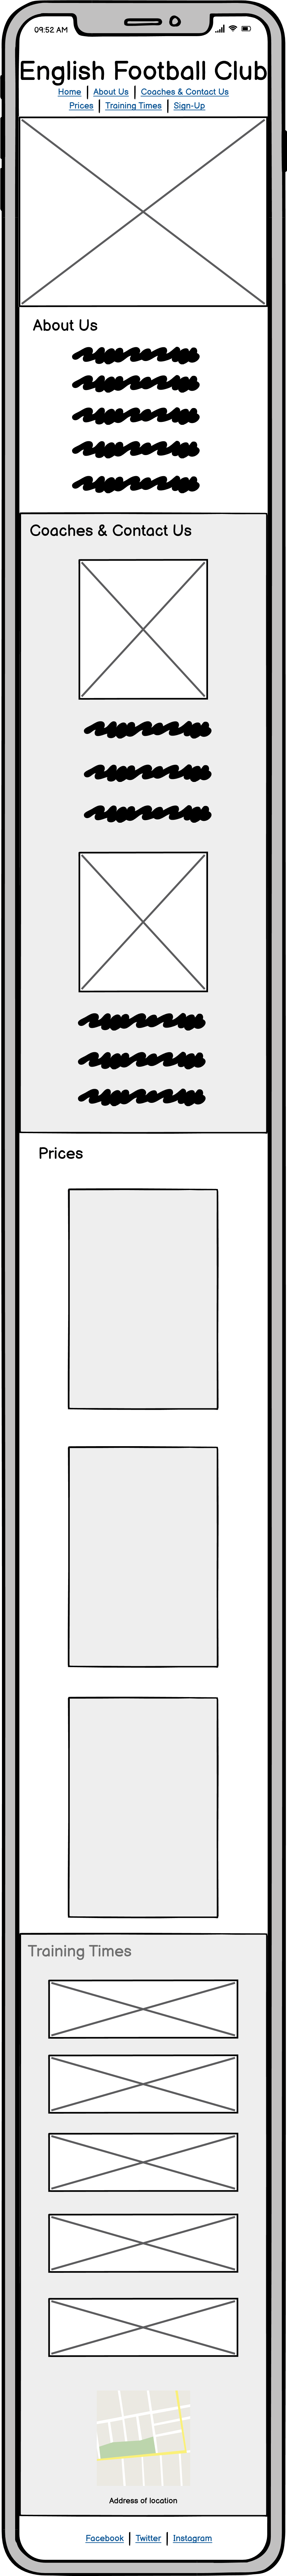 09:52 AM
English Football Club
Home | About Us | Coaches & Contact Us
Prices | Training Times | Sign-Up
About Us
Coaches & Contact Us
Prices
Training Times
Address of location
Facebook | Twitter | Instagram